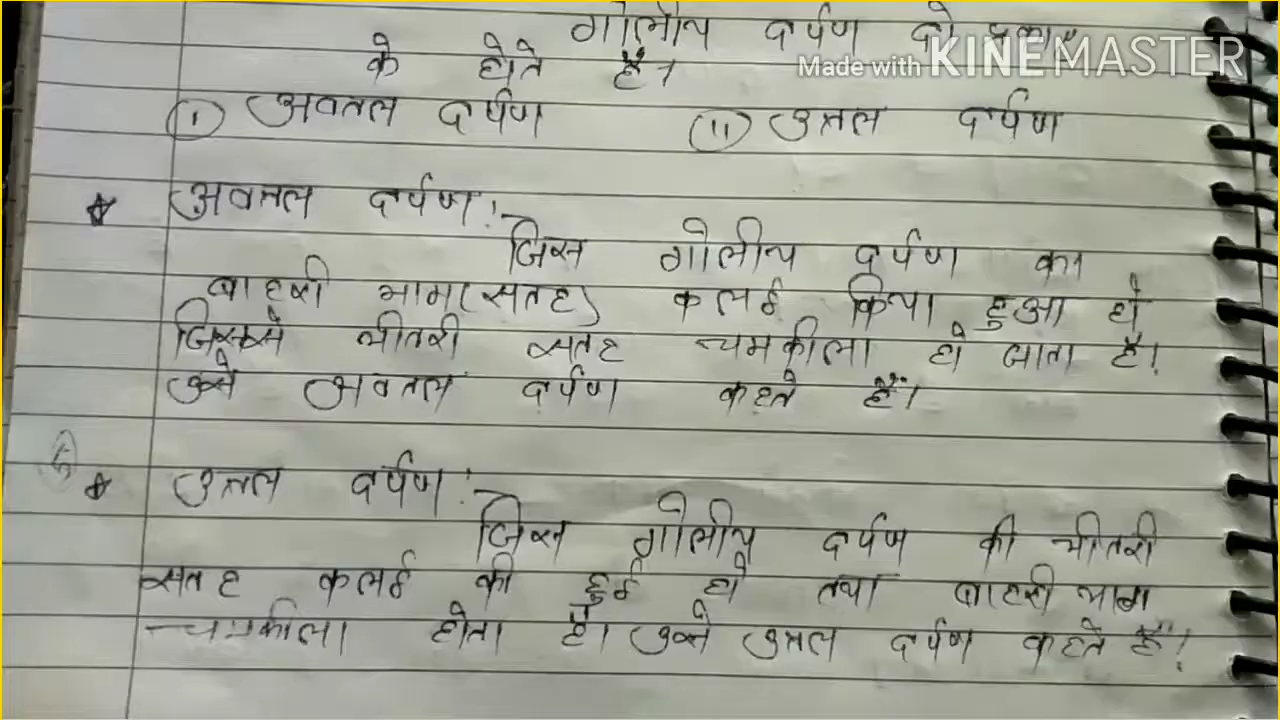 गोलीय दर्पण दो प्रकार
Made with KINEMASTER
के होते हैं।
(i) अवतल दर्पण (ii) उत्तल दर्पण
☆ अवतल दर्पण:-
जिस गोलीय दर्पण का
बाहरी भाग(सतह) कलई किया हुआ हो
जिससे भीतरी सतह चमकीला हो जाता है।
उसे अवतल दर्पण कहते हैं।
☆ उत्तल दर्पण:-
जिस गोलीय दर्पण की भीतरी
सतह कलई की हुई हो तथा बाहरी भाग
चमकीला होता है। उसे उत्तल दर्पण कहते हैं।